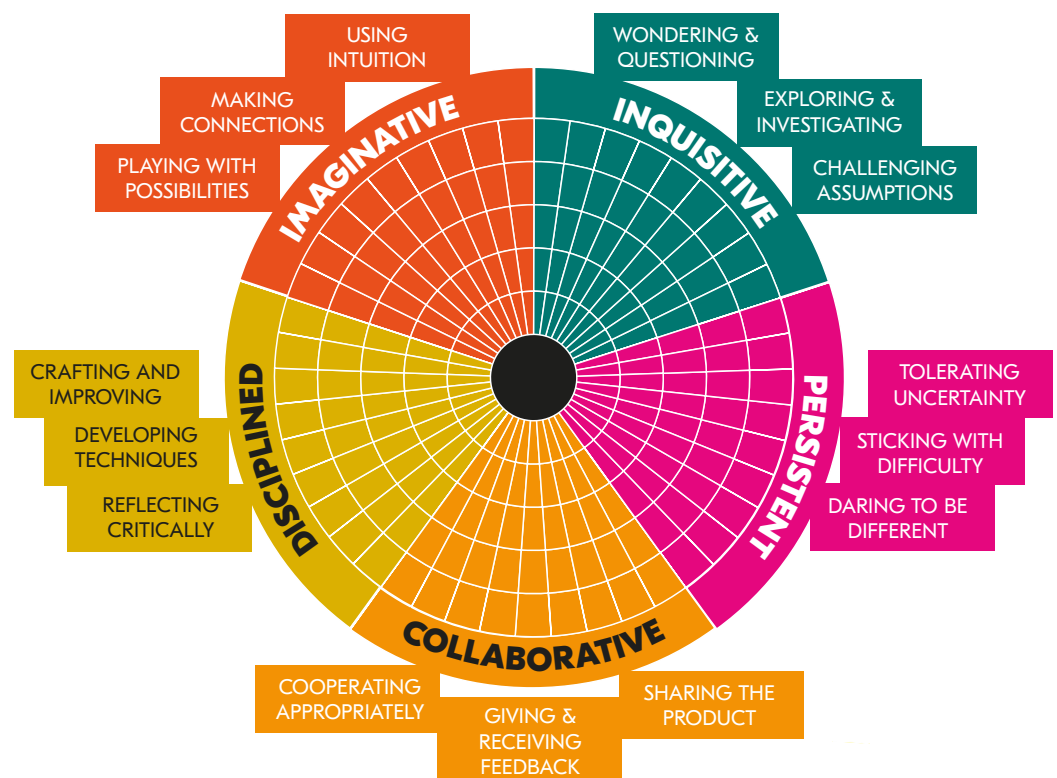 USING
INTUITION
MAKING
CONNECTIONS
PLAYING WITH
POSSIBILITIES
IMAGINATIVE
WONDERING &
QUESTIONING
EXPLORING &
INVESTIGATING
CHALLENGING
ASSUMPTIONS
INQUISITIVE
TOLERATING
UNCERTAINTY
STICKING WITH
DIFFICULTY
DARING TO BE
DIFFERENT
PERSISTENT
CRAFTING AND
IMPROVING
DEVELOPING
TECHNIQUES
REFLECTING
CRITICALLY
DISCIPLINED
COLLABORATIVE
COOPERATING
APPROPRIATELY
GIVING &
RECEIVING
FEEDBACK
SHARING THE
PRODUCT